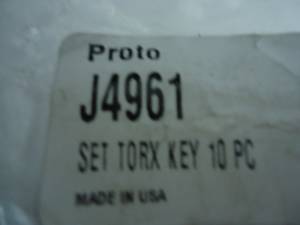 Proto
J4961
SET TORX KEY 10 PC
MADE IN USA